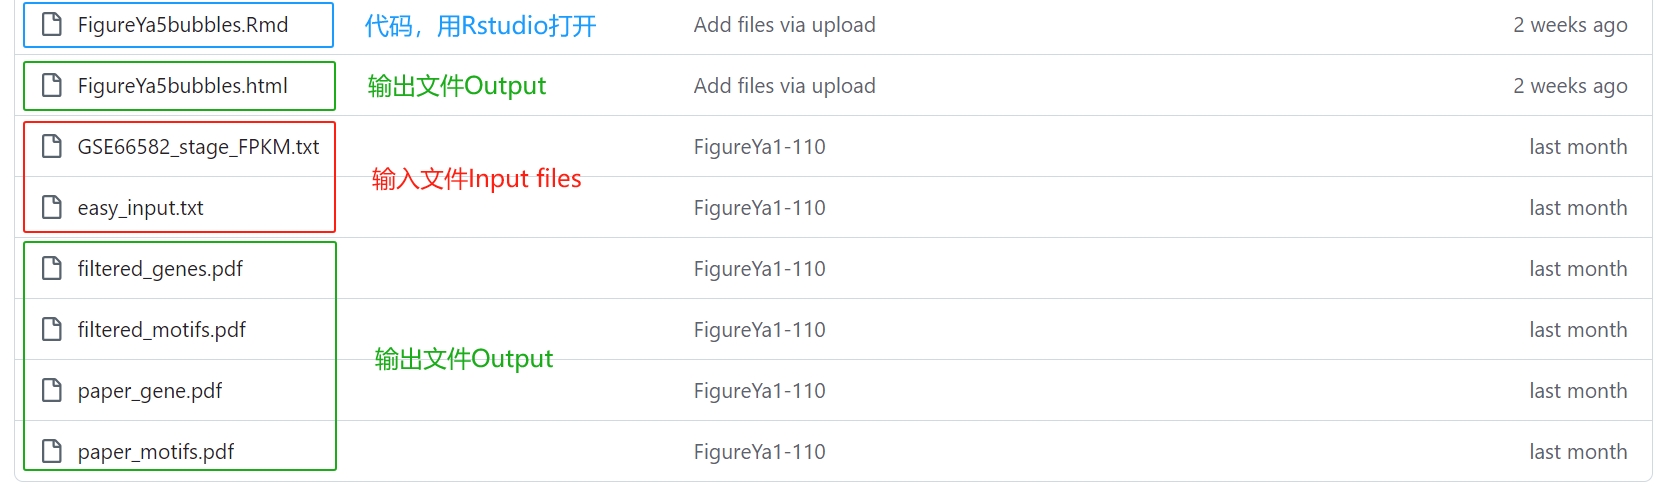 FigureYa5bubbles.Rmd 代码，用Rstudio打开 Add files via upload 2 weeks ago
FigureYa5bubbles.html 输出文件Output Add files via upload 2 weeks ago
GSE66582_stage_FPKM.txt FigureYa1-110 last month
输入文件Input files
easy_input.txt FigureYa1-110 last month
filtered_genes.pdf FigureYa1-110 last month
filtered_motifs.pdf FigureYa1-110 last month
输出文件Output
paper_gene.pdf FigureYa1-110 last month
paper_motifs.pdf FigureYa1-110 last month